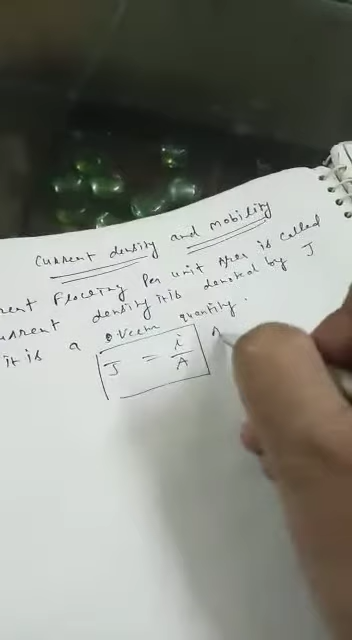 Current density and mobility
rent Flowing Per unit Area is called
urrent density it is denoted by J
it is a Vector quantity.
J = i/A